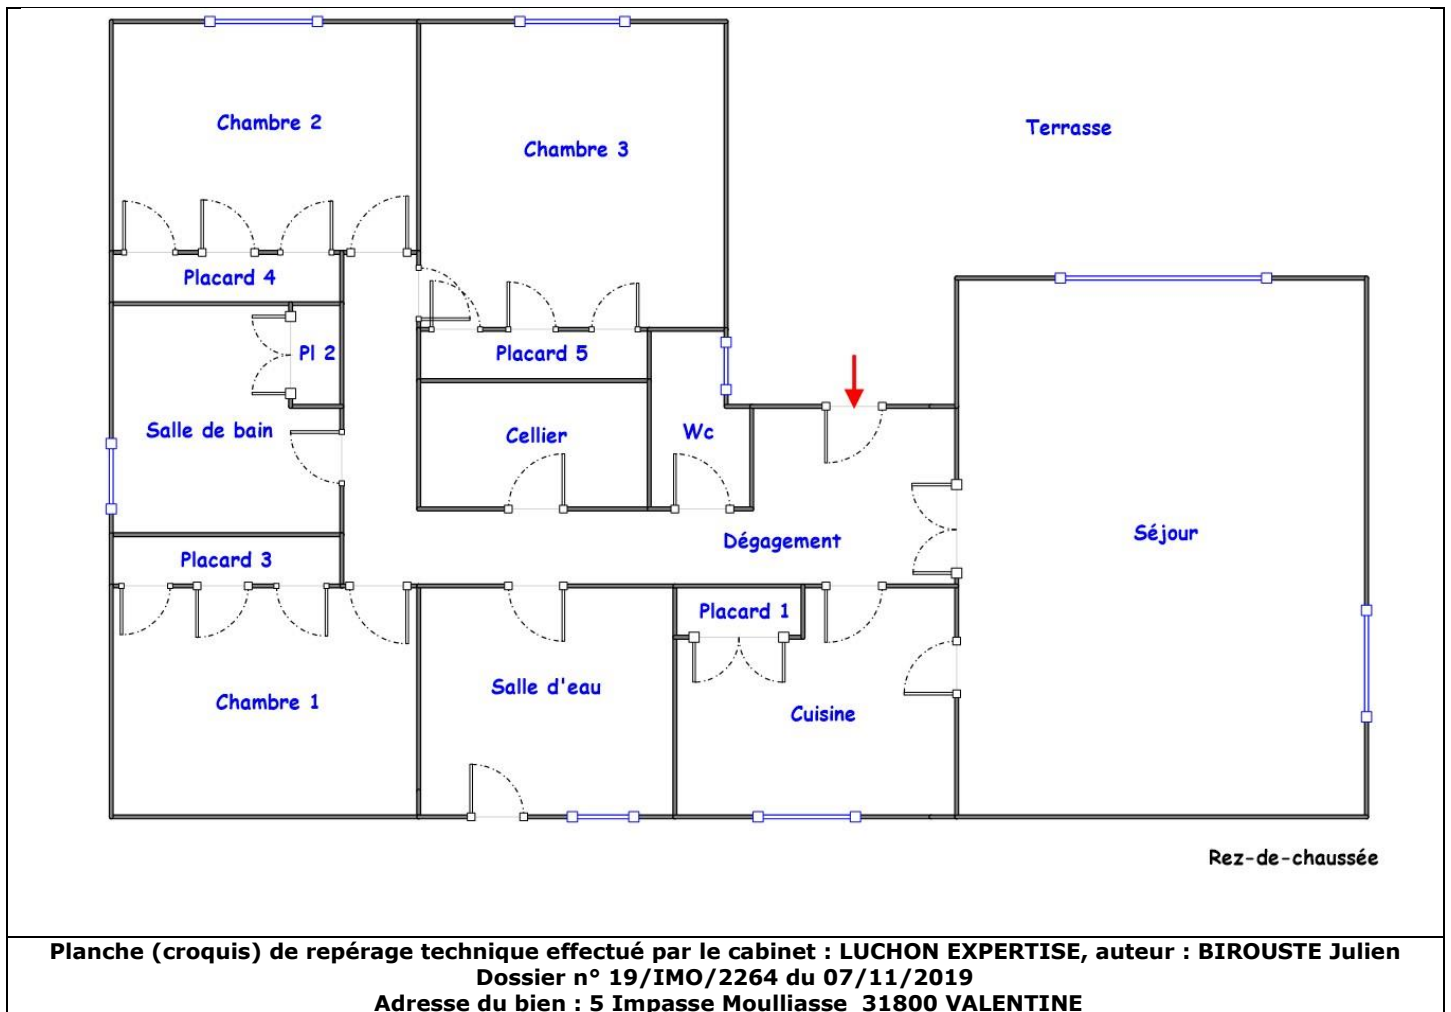 Chambre 2
Terrasse
Chambre 3
Placard 4
Pl 2
Placard 5
Salle de bain
Cellier
Wc
Séjour
Dégagement
Placard 3
Placard 1
Salle d'eau
Chambre 1
Cuisine
Rez-de-chaussée
Planche (croquis) de repérage technique effectué par le cabinet : LUCHON EXPERTISE, auteur : BIROUSTE Julien
Dossier n° 19/IMO/2264 du 07/11/2019
Adresse du bien : 5 Impasse Moulliasse 31800 VALENTINE